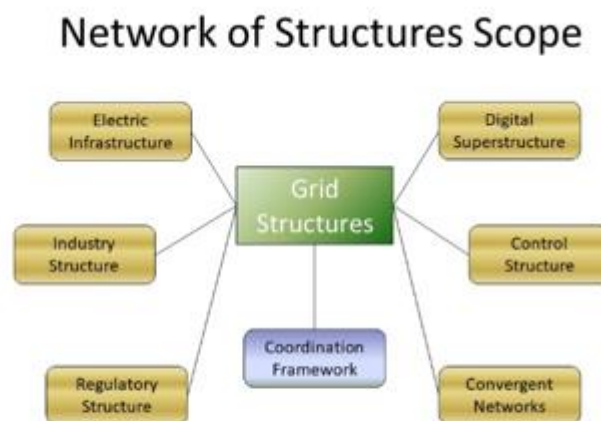 Network of Structures Scope
Electric
Infrastructure
Digital
Superstructure
Grid
Structures
Industry
Structure
Control
Structure
Coordination
Framework
Regulatory
Structure
Convergent
Networks